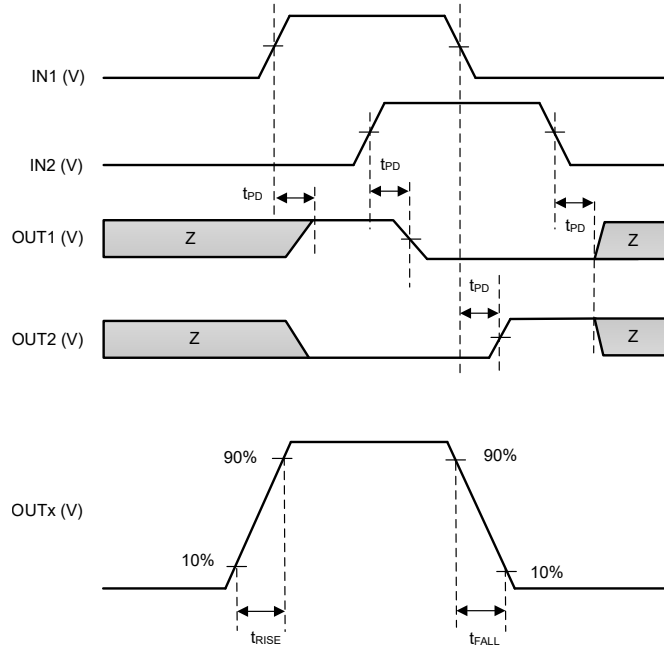 IN1 (V)
IN2 (V)
tPD
tPD
tPD
OUT1 (V)
Z
Z
tPD
OUT2 (V)
Z
Z
90%
90%
OUTx (V)
10%
10%
tRISE
tFALL